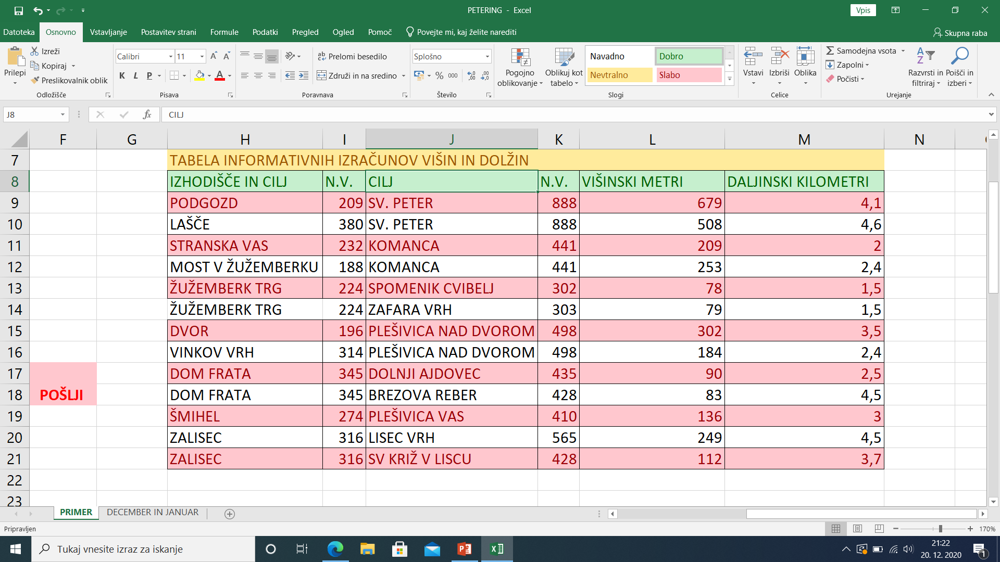 PETERING - Excel
Vpis
Datoteka Osnovno Vstavljanje Postavitev strani Formule Podatki Pregled Ogled Pomoč Povejte mi, kaj želite narediti Skupna raba
Prilepi
Izreži
Kopiraj
Preslikovalnik oblik
Odložišče
Calibri 11
K L P
Pisava
Prelomi besedilo
Združi in na sredino
Poravnava
Splošno
% 000
Število
Pogojno oblikovanje
Oblikuj kot tabelo
Navadno Dobro
Nevtralno Slabo
Slogi
Vstavi Izbriši Oblika
Celice
Samodejna vsota
Zapolni
Počisti
Razvrsti in filtriraj
Poišči in izberi
Urejanje
J8 fx CILJ
F G H I J K L M N
7 TABELA INFORMATIVNIH IZRAČUNOV VIŠIN IN DOLŽIN
8 IZHODIŠČE IN CILJ N.V. CILJ N.V. VIŠINSKI METRI DALJINSKI KILOMETRI
9 PODGOZD 209 SV. PETER 888 679 4,1
10 LAŠČE 380 SV. PETER 888 508 4,6
11 STRANSKA VAS 232 KOMANCA 441 209 2
12 MOST V ŽUŽEMBERKU 188 KOMANCA 441 253 2,4
13 ŽUŽEMBERK TRG 224 SPOMENIK CVIBELJ 302 78 1,5
14 ŽUŽEMBERK TRG 224 ZAFARA VRH 303 79 1,5
15 DVOR 196 PLEŠIVICA NAD DVOROM 498 302 3,5
16 VINKOV VRH 314 PLEŠIVICA NAD DVOROM 498 184 2,4
17 DOM FRATA 345 DOLNJI AJDOVEC 435 90 2,5
18 POŠLJI DOM FRATA 345 BREZOVA REBER 428 83 4,5
19 ŠMIHEL 274 PLEŠIVICA VAS 410 136 3
20 ZALISEC 316 LISEC VRH 565 249 4,5
21 ZALISEC 316 SV KRIŽ V LISCU 428 112 3,7
22
23
PRIMER DECEMBER IN JANUAR
Pripravljen 170%
Tukaj vnesite izraz za iskanje
21:22
20. 12. 2020
1